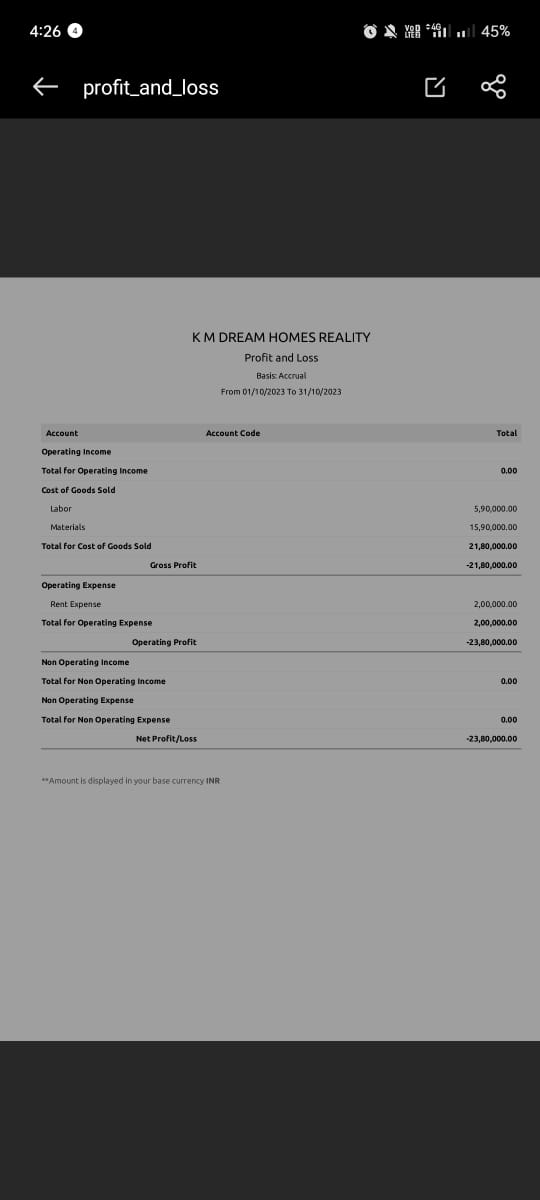 4:26 4 45%
profit_and_loss
K M DREAM HOMES REALITY
Profit and Loss
Basis: Accrual
From 01/10/2023 To 31/10/2023
Account Account Code Total
Operating Income
Total for Operating Income 0.00
Cost of Goods Sold
Labor 5,90,000.00
Materials 15,90,000.00
Total for Cost of Goods Sold 21,80,000.00
Gross Profit -21,80,000.00
Operating Expense
Rent Expense 2,00,000.00
Total for Operating Expense 2,00,000.00
Operating Profit -23,80,000.00
Non Operating Income
Total for Non Operating Income 0.00
Non Operating Expense
Total for Non Operating Expense 0.00
Net Profit/Loss -23,80,000.00
**Amount is displayed in your base currency INR